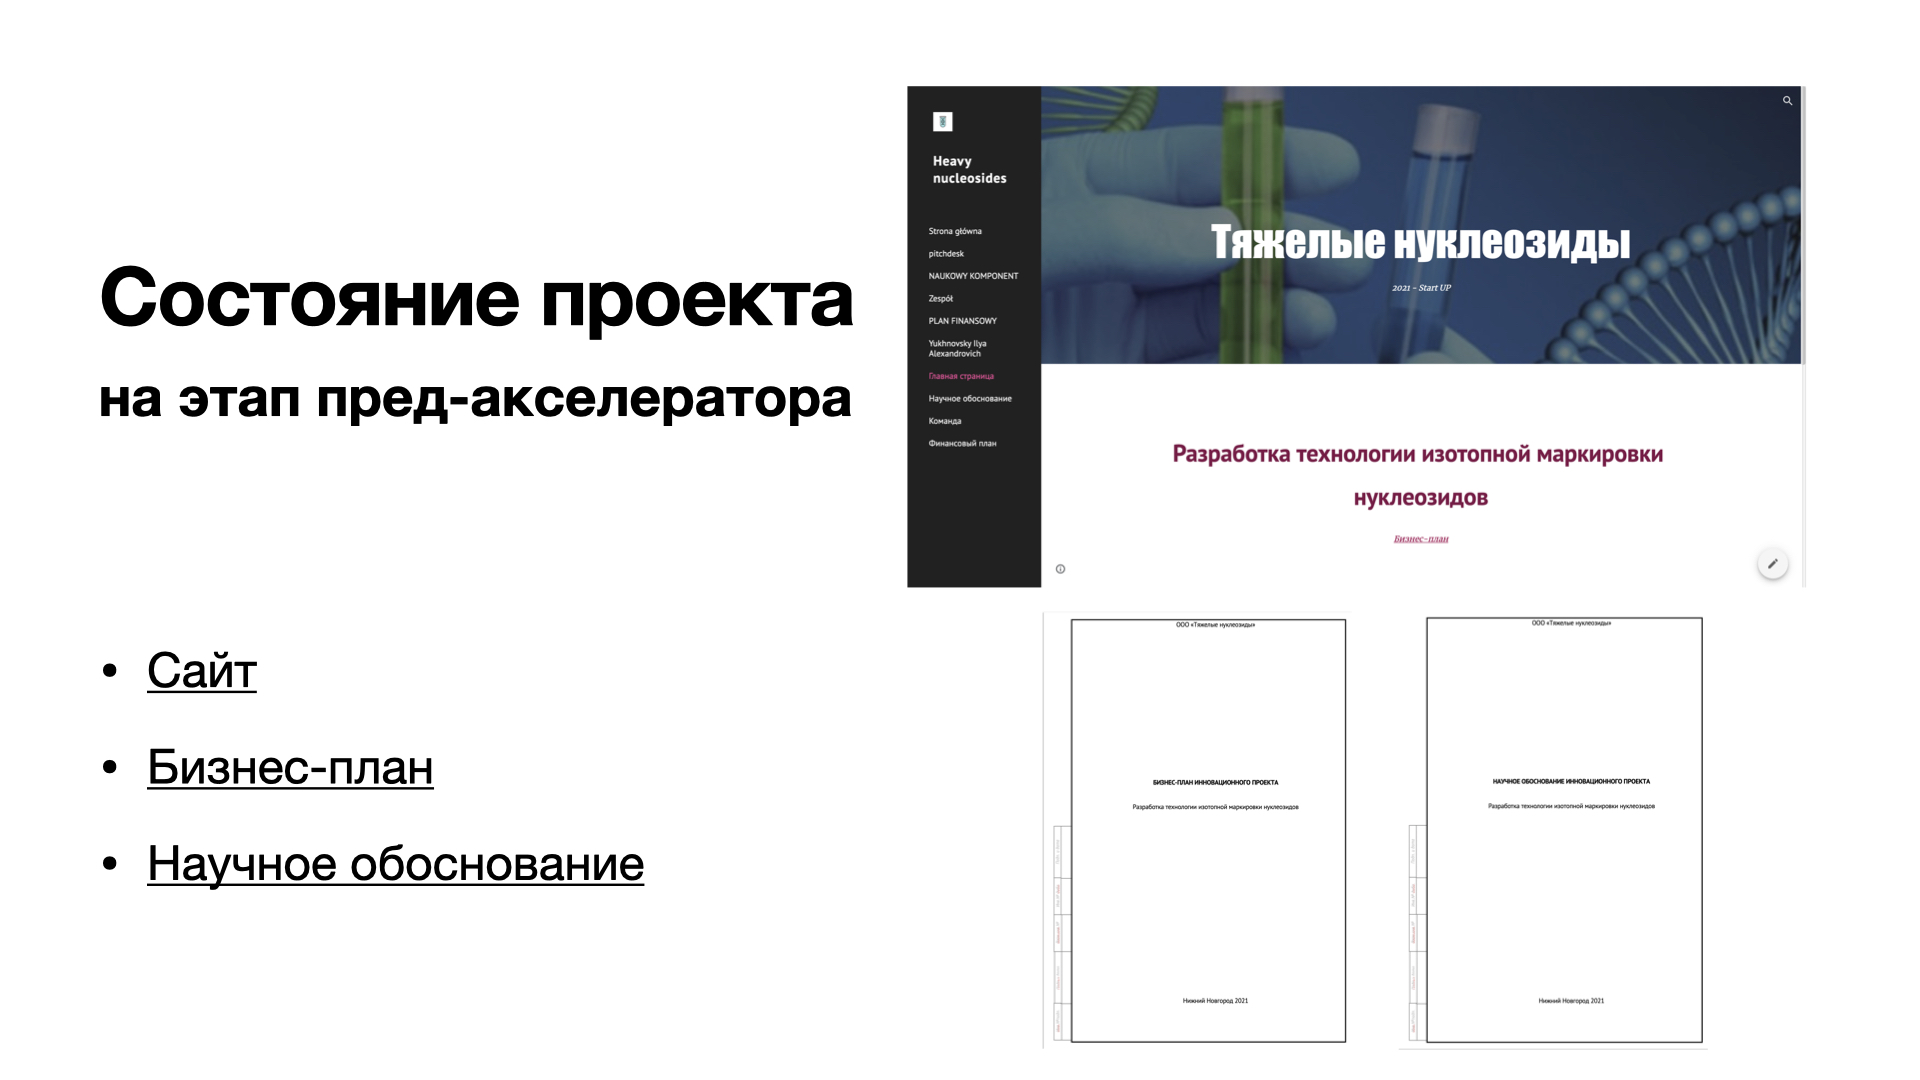 Состояние проекта
на этап пред-акселератора
• Сайт
• Бизнес-план
• Научное обоснование
Heavy
nucleosides
Strona główna
pitchdesk
NAUKOWY KOMPONENT
Zespół
PLAN FINANSOWY
Yukhnovsky Ilya
Alexandrovich
Главная страница
Научное обоснование
Команда
Финансовый план
Тяжелые нуклеозиды
2021 - Start UP
Разработка технологии изотопной маркировки
нуклеозидов
Бизнес-план
ООО «Тяжелые нуклеозиды»
БИЗНЕС-ПЛАН ИННОВАЦИОННОГО ПРОЕКТА
Разработка технологии изотопной маркировки нуклеозидов
Нижний Новгород 2021
ООО «Тяжелые нуклеозиды»
НАУЧНОЕ ОБОСНОВАНИЕ ИННОВАЦИОННОГО ПРОЕКТА
Разработка технологии изотопной маркировки нуклеозидов
Нижний Новгород 2021